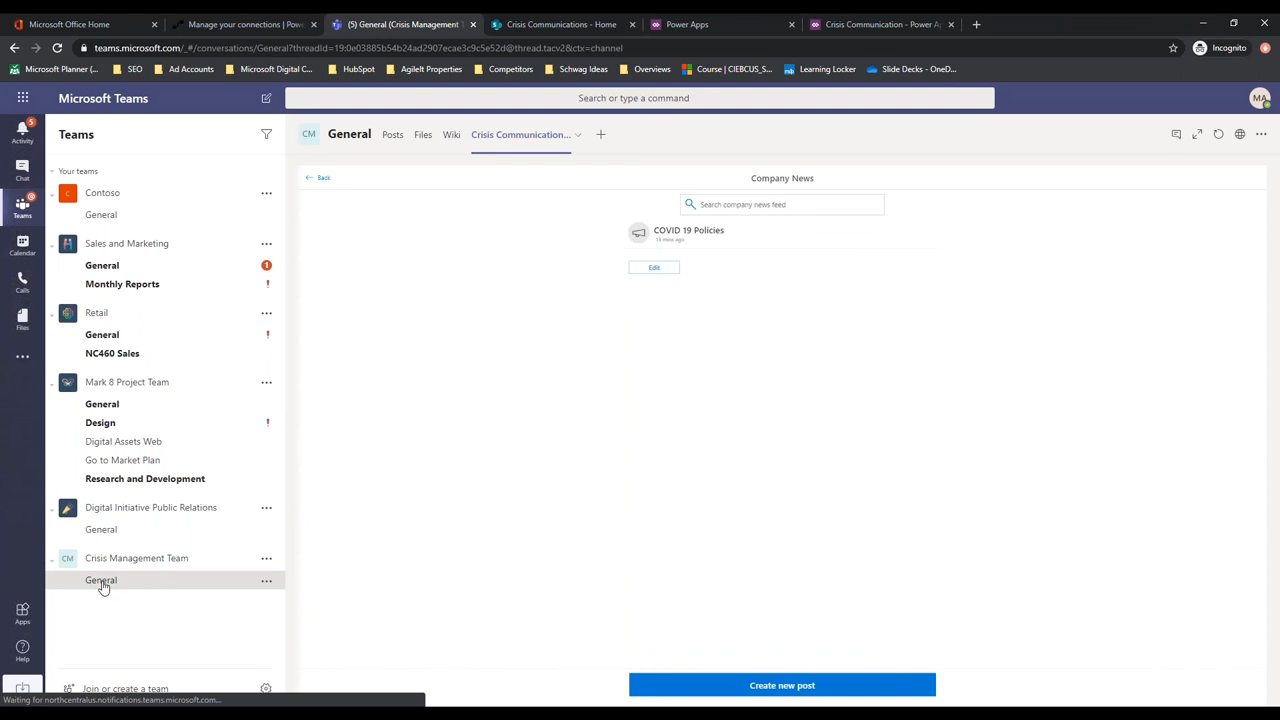 Microsoft Office Home
Manage your connections | Pow
(5) General (Crisis Management T
Crisis Communications - Home
Power Apps
Crisis Communication - Power Ap
teams.microsoft.com/_#/conversations/General?threadId=19:0e03885b54b24ad2907ecae3c9c5e52d@thread.tacv2&ctx=channel
Incognito
Microsoft Planner (...
SEO
Ad Accounts
Microsoft Digital C...
HubSpot
AgileIt Properties
Competitors
Schwag Ideas
Overviews
Course | CIEBCUS_S...
Learning Locker
Slide Decks - OneD...
Microsoft Teams
Search or type a command
MA
5
Activity
Chat
Teams
Calendar
Calls
Files
Apps
Help
Teams
Your teams
C
Contoso
General
Sales and Marketing
General
1
Monthly Reports
!
Retail
General
!
NC460 Sales
Mark 8 Project Team
General
Design
!
Digital Assets Web
Go to Market Plan
Research and Development
Digital Initiative Public Relations
General
CM
Crisis Management Team
General
Join or create a team
Waiting for northcentralus.notifications.teams.microsoft.com...
CM
General
Posts
Files
Wiki
Crisis Communication...
Back
Company News
Search company news feed
COVID 19 Policies
13 mins ago
Edit
Create new post